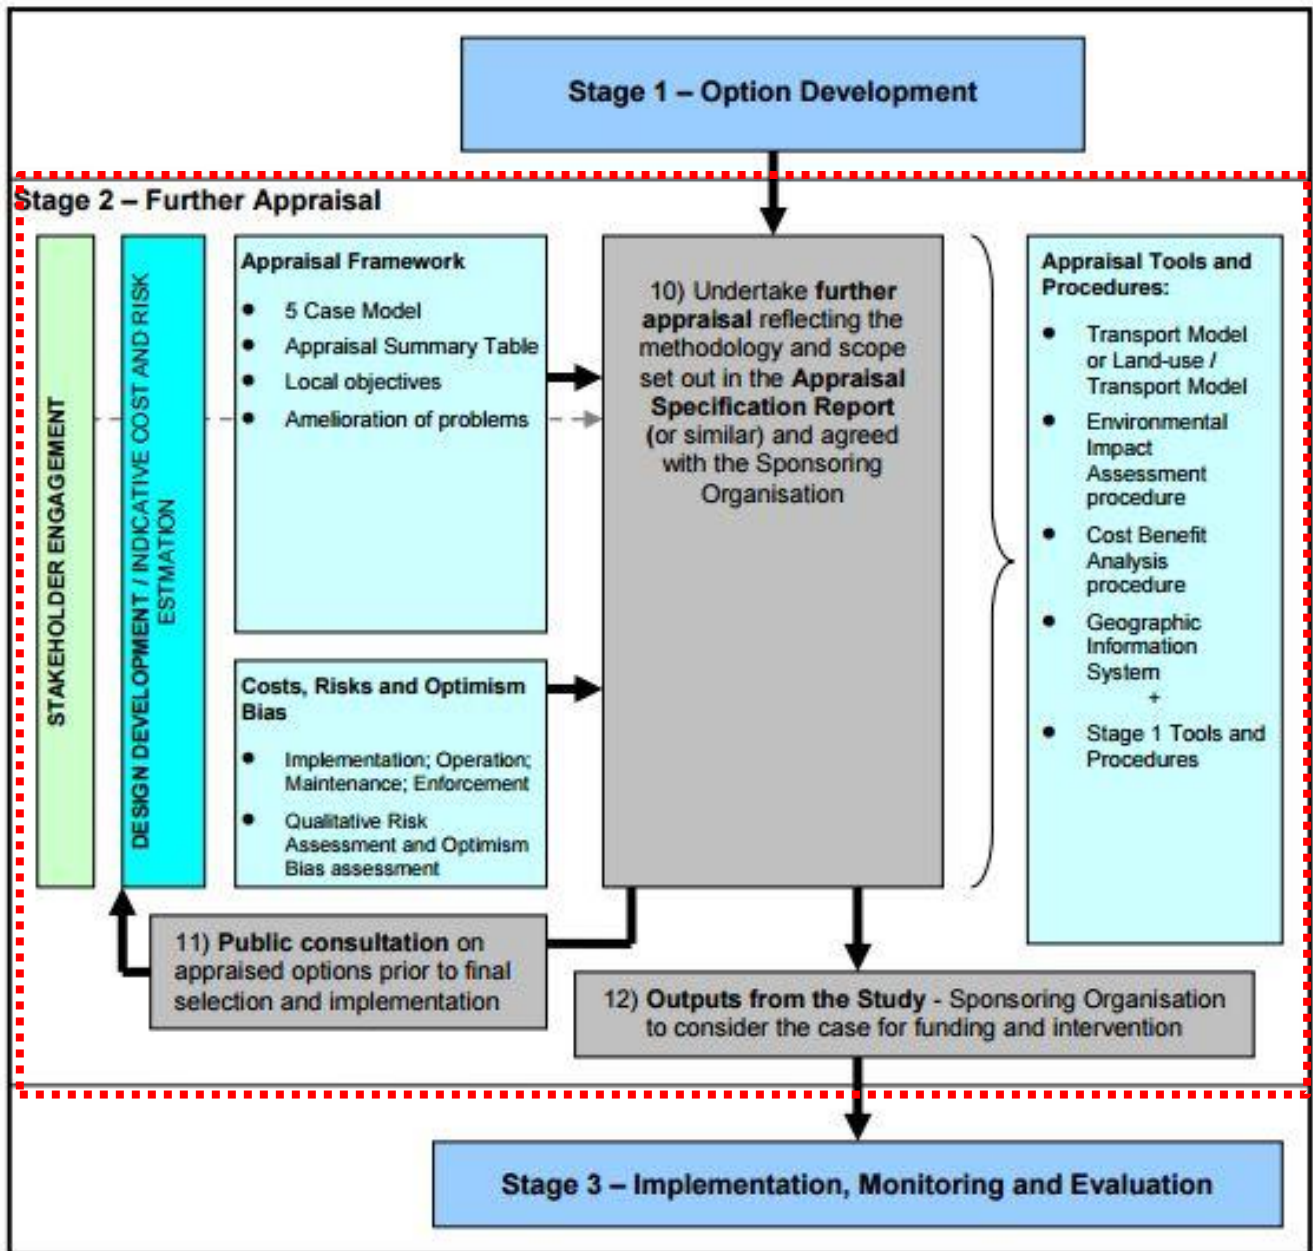 Stage 1 – Option Development
Stage 2 – Further Appraisal
STAKEHOLDER ENGAGEMENT
DESIGN DEVELOPMENT / INDICATIVE COST AND RISK
ESTMATION
Appraisal Framework
• 5 Case Model
• Appraisal Summary Table
• Local objectives
• Amelioration of problems
Costs, Risks and Optimism
Bias
• Implementation; Operation;
Maintenance; Enforcement
• Qualitative Risk
Assessment and Optimism
Bias assessment
10) Undertake further
appraisal reflecting the
methodology and scope
set out in the Appraisal
Specification Report
(or similar) and agreed
with the Sponsoring
Organisation
Appraisal Tools and
Procedures:
• Transport Model
or Land-use /
Transport Model
• Environmental
Impact
Assessment
procedure
• Cost Benefit
Analysis
procedure
• Geographic
Information
System
+
• Stage 1 Tools and
Procedures
11) Public consultation on
appraised options prior to final
selection and implementation
12) Outputs from the Study - Sponsoring Organisation
to consider the case for funding and intervention
Stage 3 – Implementation, Monitoring and Evaluation